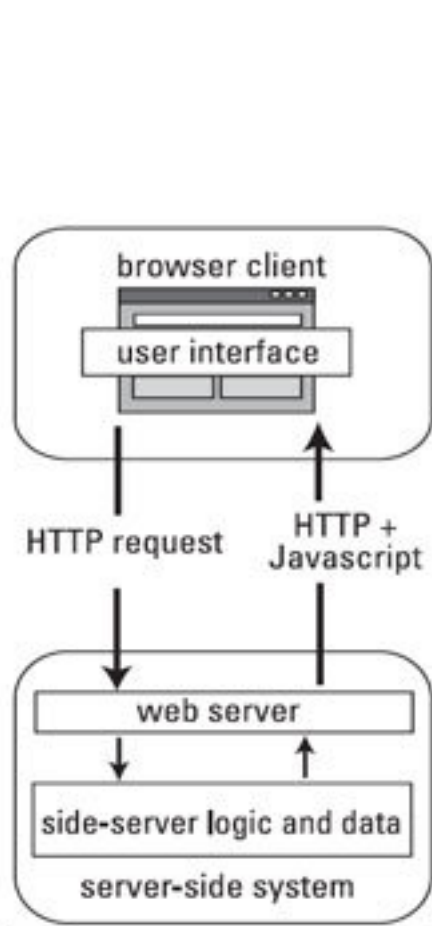 browser client
user interface
HTTP request
HTTP +
Javascript
web server
side-server logic and data
server-side system